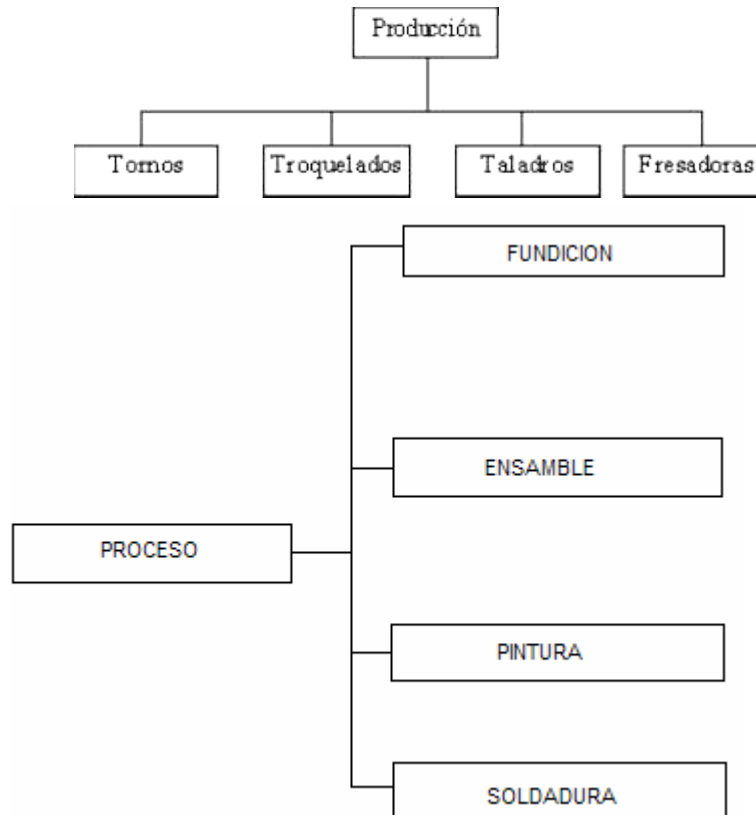 Producción
Tornos Troquelados Taladros Fresadoras
FUNDICION
ENSAMBLE
PROCESO
PINTURA
SOLDADURA